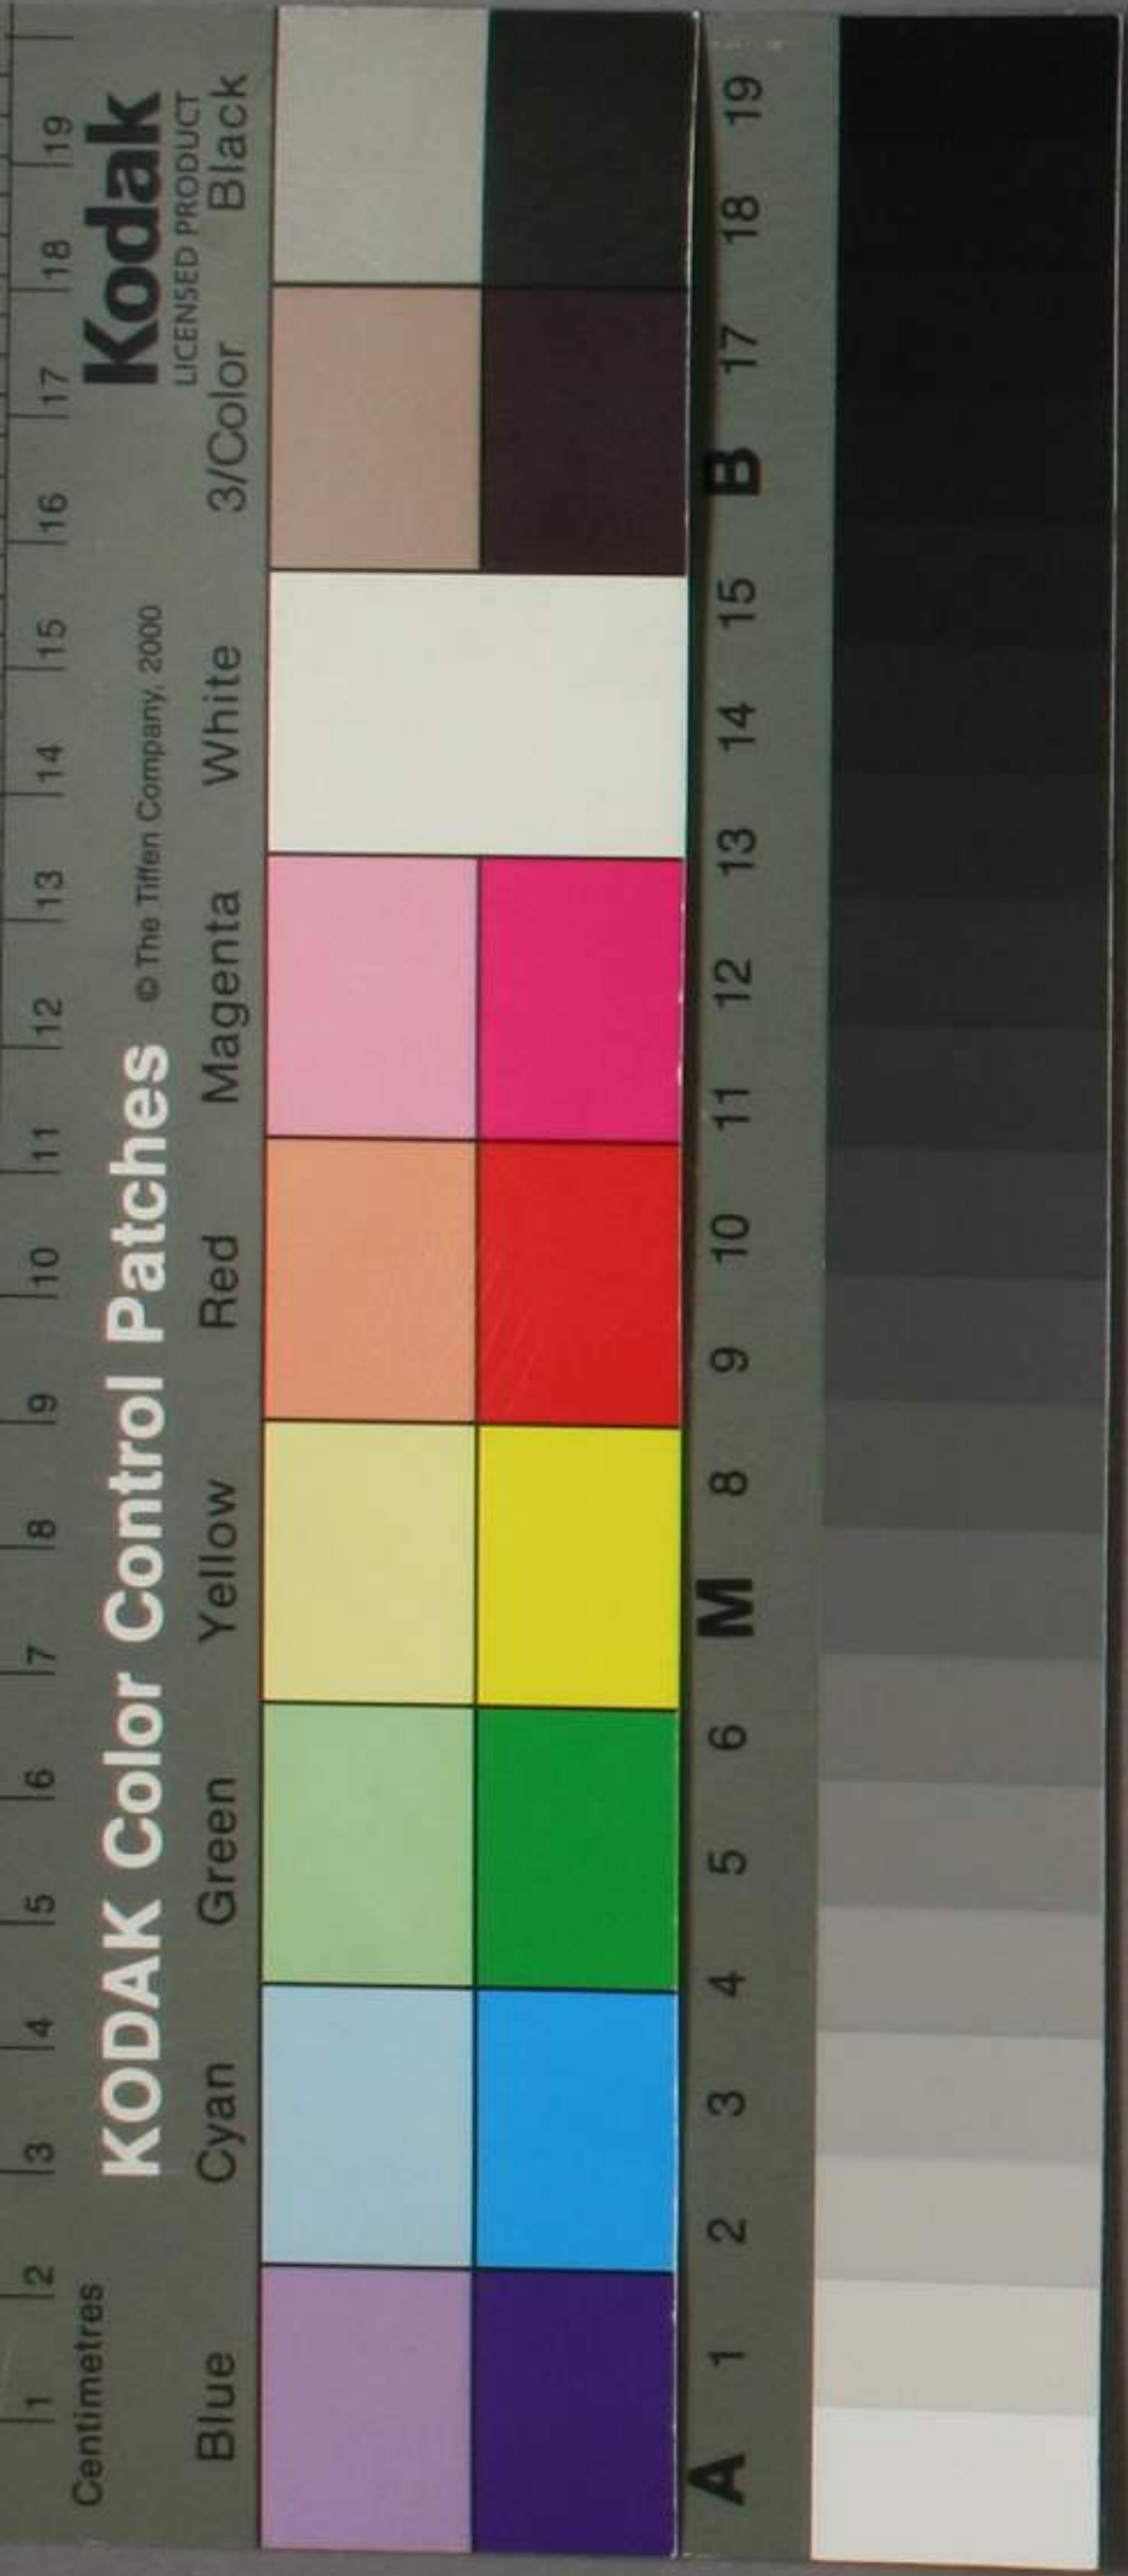 1 2 3 4 5 6 7 8 9 10 11 12 13 14 15 16 17 18 19
Centimetres
Kodak
LICENSED PRODUCT
KODAK Color Control Patches © The Tiffen Company, 2000
Blue Cyan Green Yellow Red Magenta White 3/Color Black
A 1 2 3 4 5 6 M 8 9 10 11 12 13 14 15 B 17 18 19